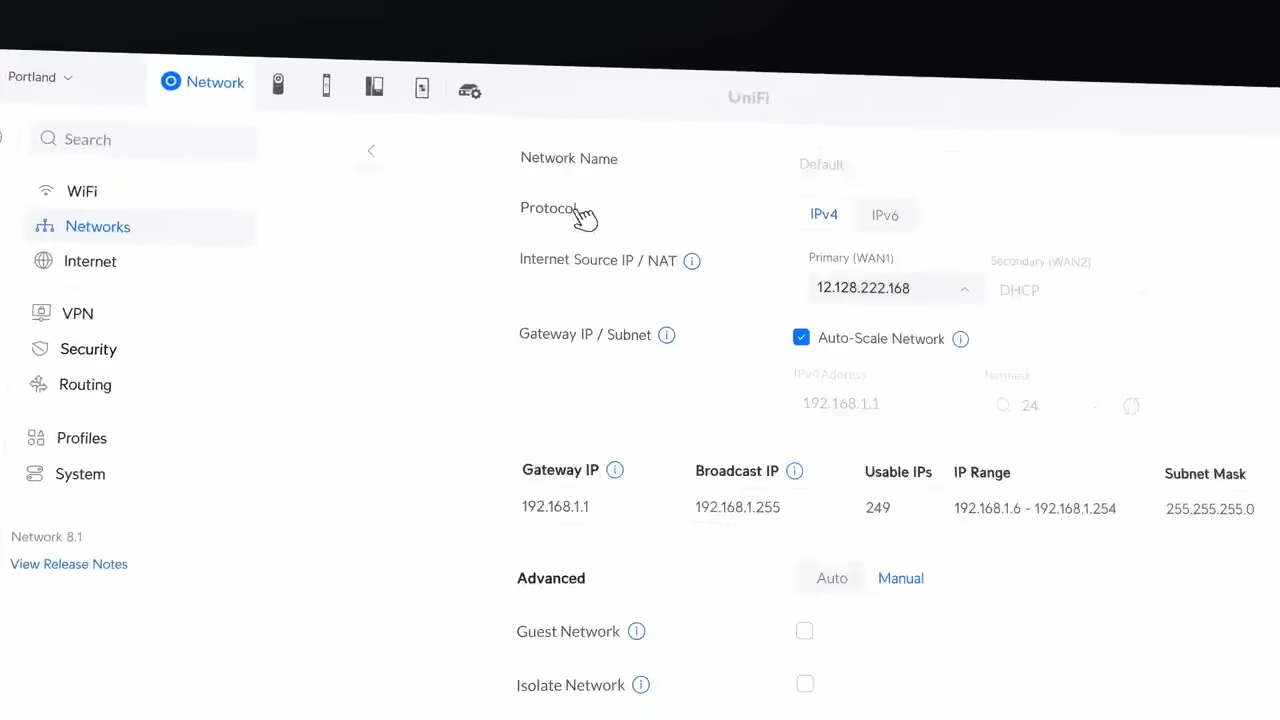 Portland
Network
UniFi
Search
WiFi
Networks
Internet
VPN
Security
Routing
Profiles
System
Network 8.1
View Release Notes
Network Name
Default
Protocol
IPv4
IPv6
Internet Source IP / NAT
Primary (WAN1)
Secondary (WAN2)
12.128.222.168
DHCP
Gateway IP / Subnet
Auto-Scale Network
IPv4 Address
Netmask
192.168.1.1
24
Gateway IP
Broadcast IP
Usable IPs
IP Range
Subnet Mask
192.168.1.1
192.168.1.255
249
192.168.1.6 - 192.168.1.254
255.255.255.0
Advanced
Auto
Manual
Guest Network
Isolate Network